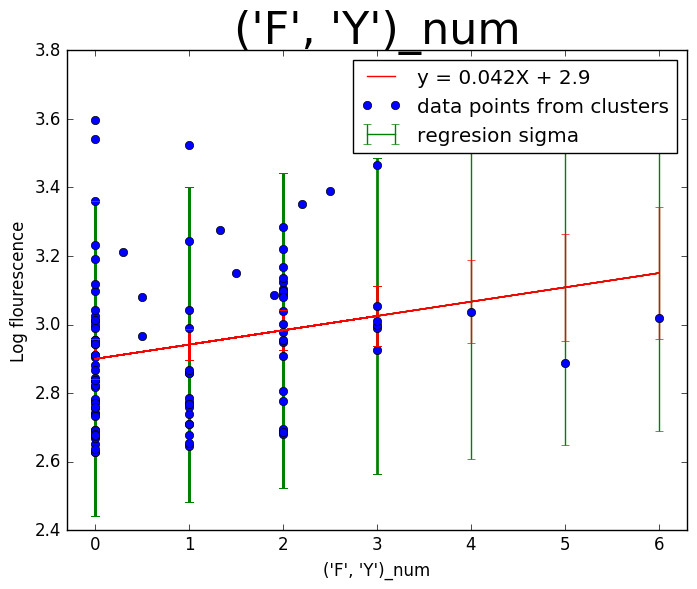 ('F', 'Y')_num
3.8
3.6
3.4
3.2
3.0
2.8
2.6
2.4
Log flourescence
y = 0.042X + 2.9
data points from clusters
regresion sigma
0 1 2 3 4 5 6
('F', 'Y')_num